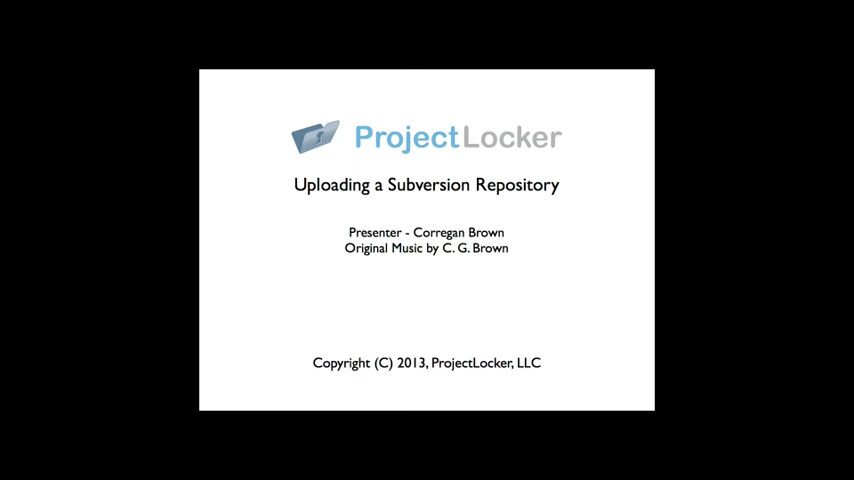 ProjectLocker
Uploading a Subversion Repository
Presenter - Corregan Brown
Original Music by C. G. Brown
Copyright (C) 2013, ProjectLocker, LLC